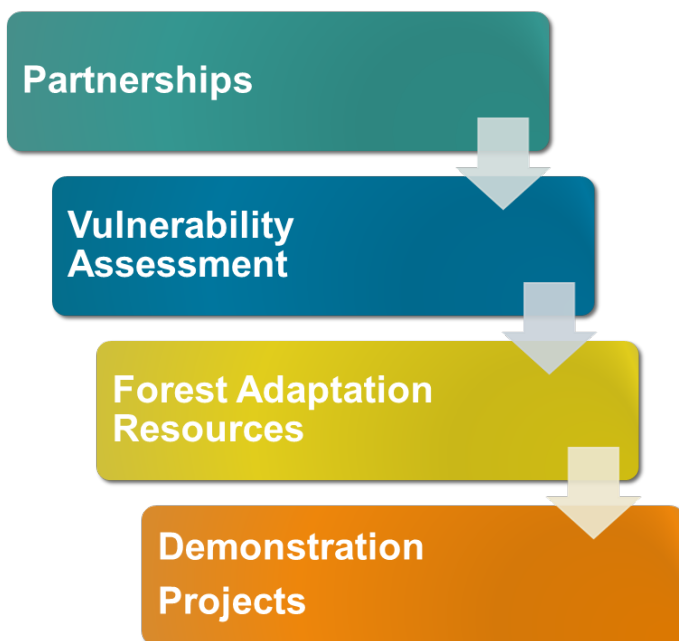 Partnerships
Vulnerability
Assessment
Forest Adaptation
Resources
Demonstration
Projects